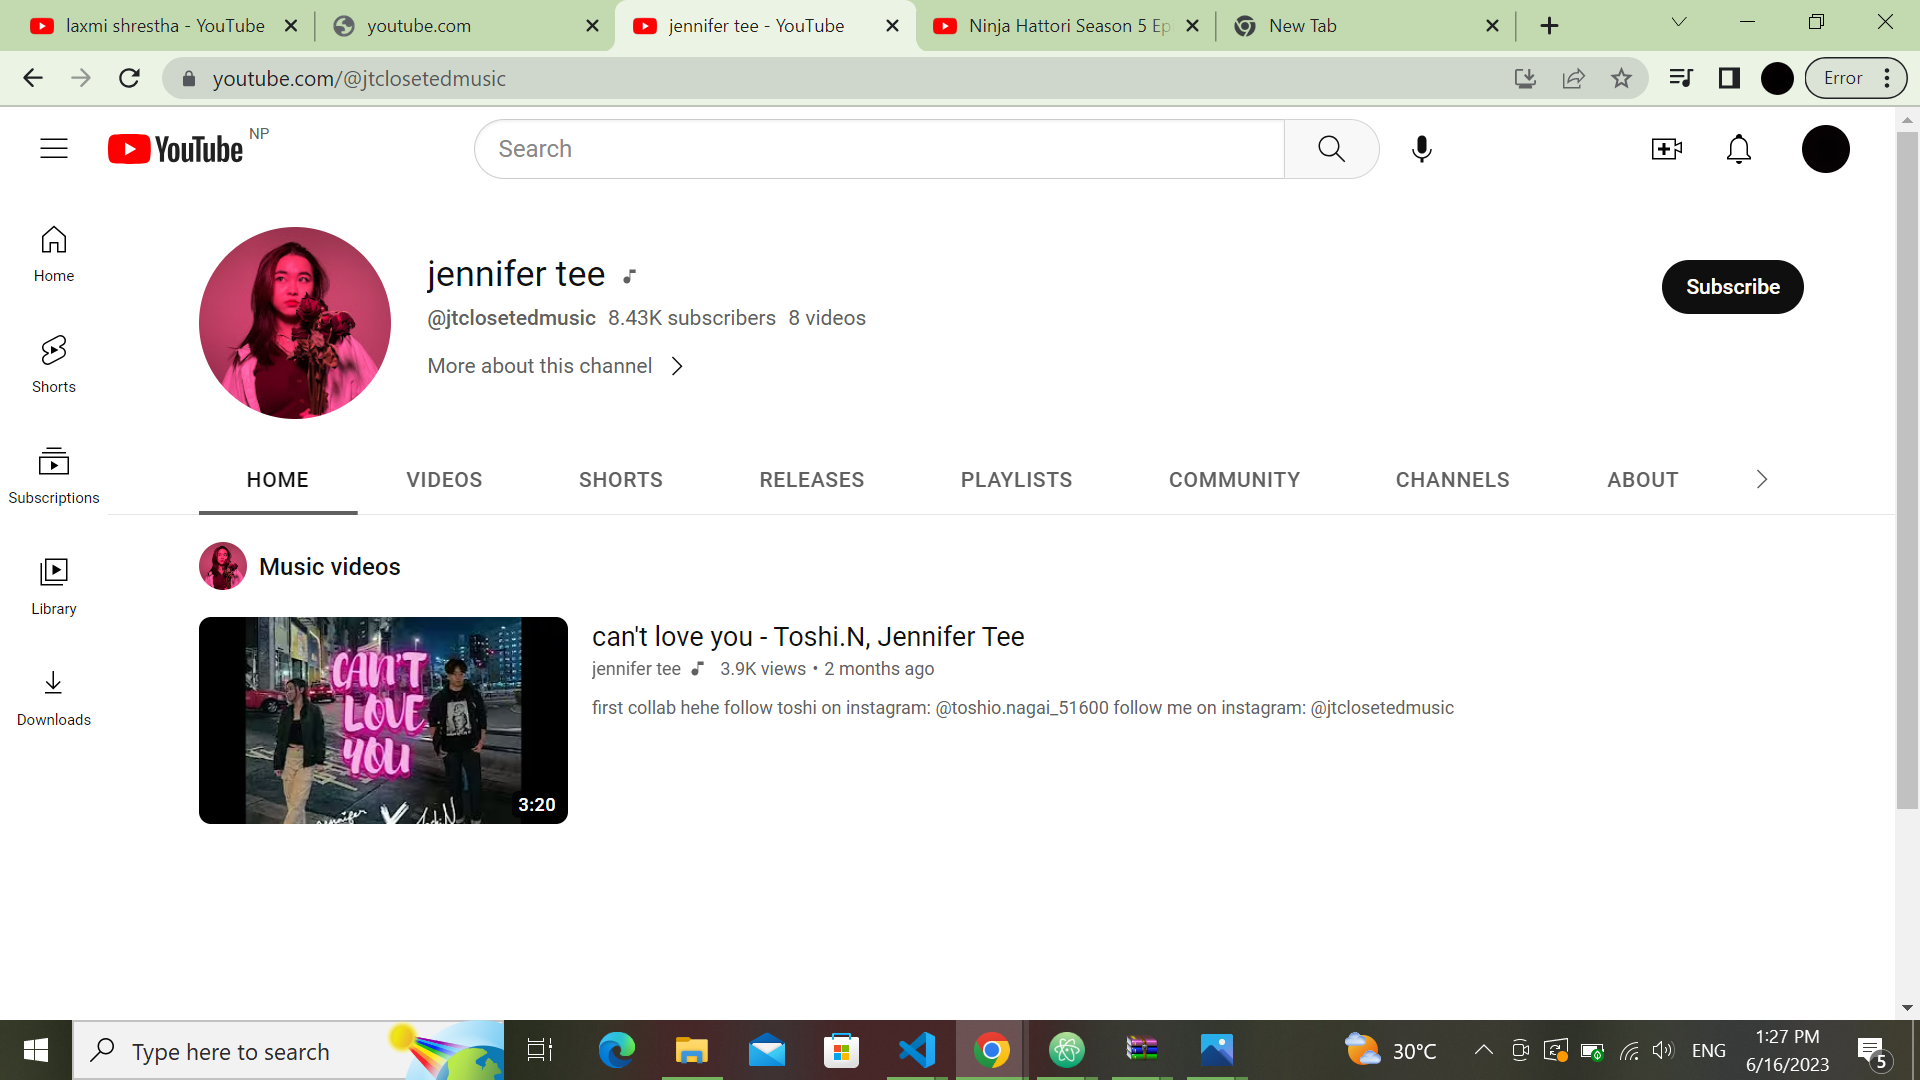 laxmi shrestha - YouTube
youtube.com
jennifer tee - YouTube
Ninja Hattori Season 5 Ep
New Tab
youtube.com/@jtclosetedmusic
Error
YouTube NP
Search
Home
Shorts
Subscriptions
Library
Downloads
jennifer tee
@jtclosetedmusic 8.43K subscribers 8 videos
More about this channel
Subscribe
HOME VIDEOS SHORTS RELEASES PLAYLISTS COMMUNITY CHANNELS ABOUT
Music videos
CAN'T
LOVE
YOU
Jennifer X Toshi.N
3:20
can't love you - Toshi.N, Jennifer Tee
jennifer tee 3.9K views • 2 months ago
first collab hehe follow toshi on instagram: @toshio.nagai_51600 follow me on instagram: @jtclosetedmusic
Type here to search
30°C
ENG
1:27 PM
6/16/2023
5